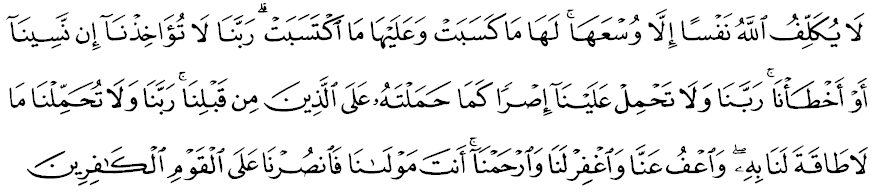 لَا يُكَلِّفُ ٱللَّهُ نَفْسًا إِلَّا وُسْعَهَا ۚ لَهَا مَا كَسَبَتْ وَعَلَيْهَا مَا ٱكْتَسَبَتْ ۗ رَبَّنَا لَا تُؤَاخِذْنَآ إِن نَّسِينَآ
أَوْ أَخْطَأْنَا ۚ رَبَّنَا وَلَا تَحْمِلْ عَلَيْنَآ إِصْرًا كَمَا حَمَلْتَهُۥ عَلَى ٱلَّذِينَ مِن قَبْلِنَا ۚ رَبَّنَا وَلَا تُحَمِّلْنَا مَا
لَا طَاقَةَ لَنَا بِهِۦ ۖ وَٱعْفُ عَنَّا وَٱغْفِرْ لَنَا وَٱرْحَمْنَآ ۚ أَنتَ مَوْلَىٰنَا فَٱنصُرْنَا عَلَى ٱلْقَوْمِ ٱلْكَٰفِرِينَ